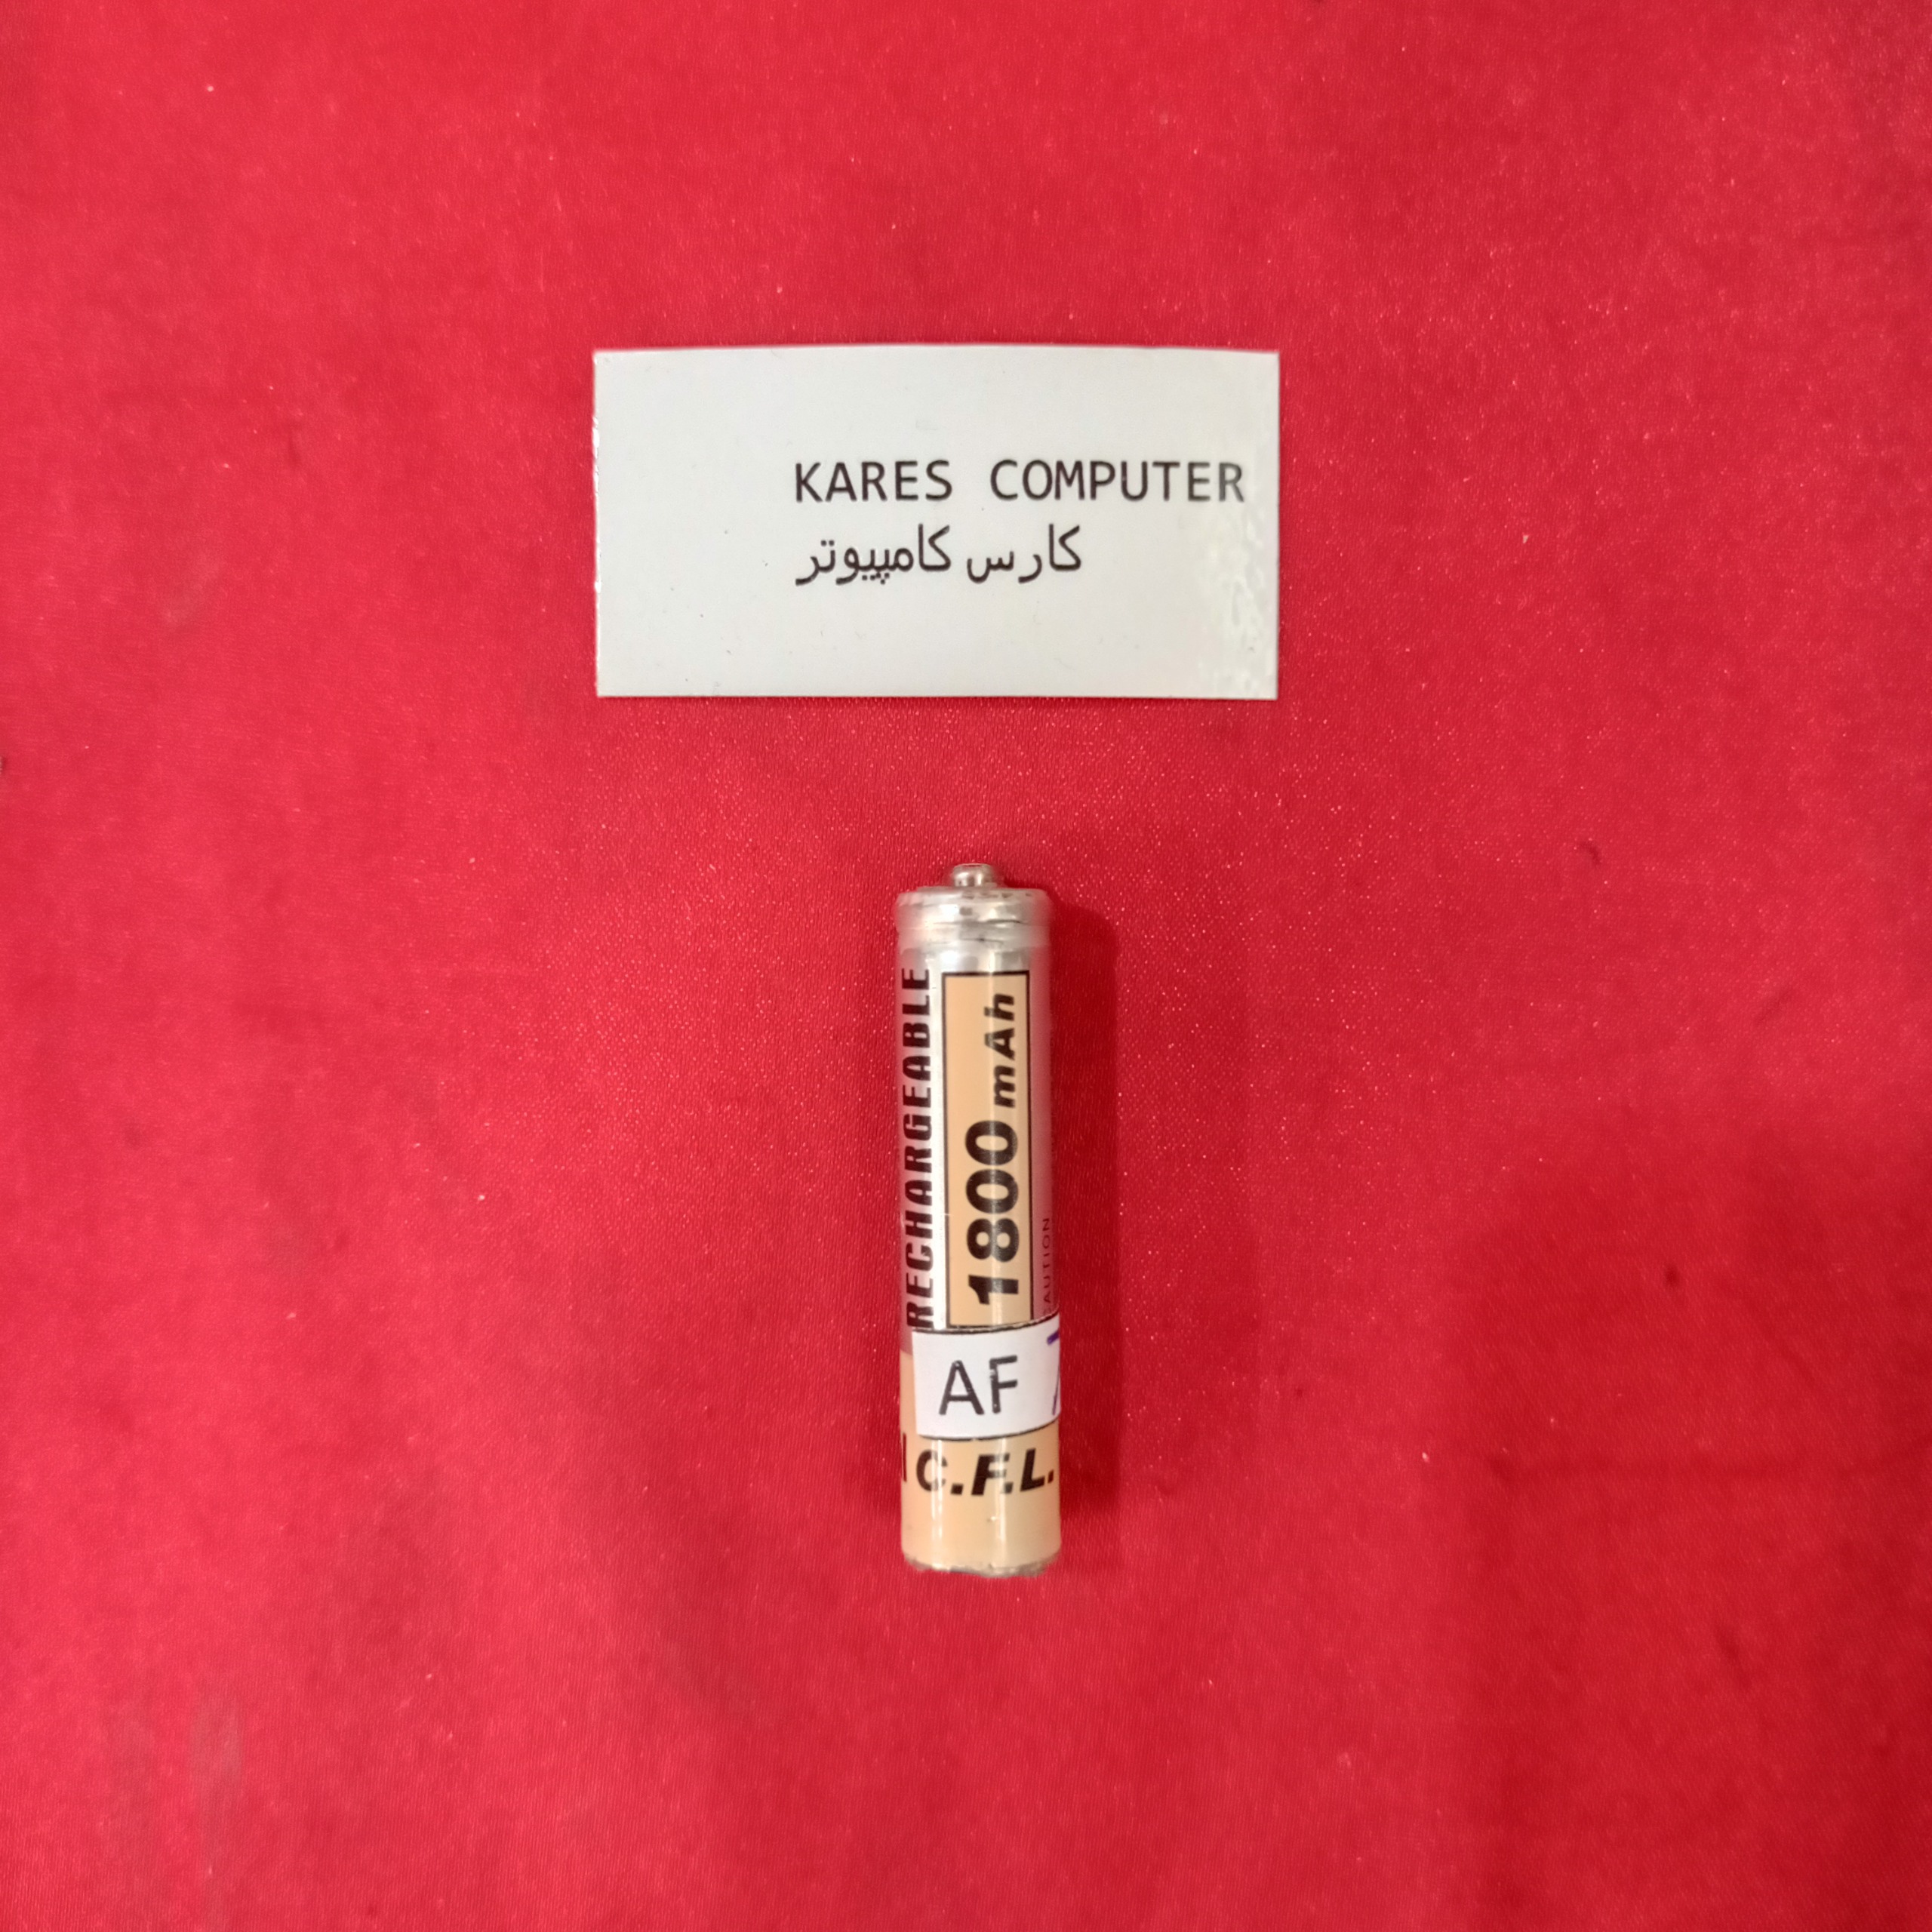 KARES COMPUTER
کارس کامپیوتر
RECHARGEABLE
1800 mAh
AF
C.F.L.